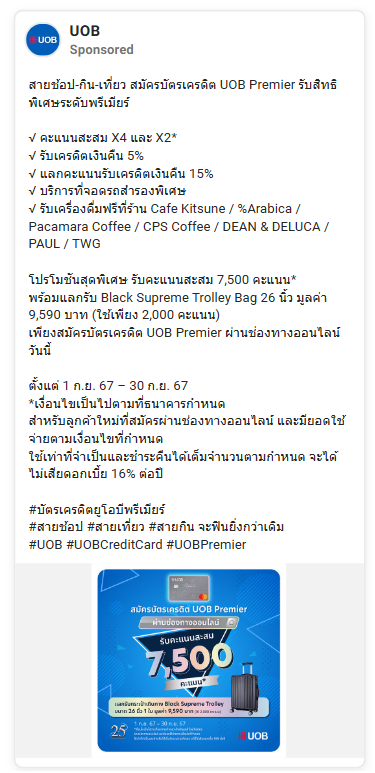 UOB
UOB
Sponsored
สายช้อป-กิน-เที่ยว สมัครบัตรเครดิต UOB Premier รับสิทธิ
พิเศษระดับพรีเมียร์
√ คะแนนสะสม X4 และ X2*
√ รับเครดิตเงินคืน 5%
√ แลกคะแนนรับเครดิตเงินคืน 15%
√ บริการที่จอดรถสำรองพิเศษ
√ รับเครื่องดื่มฟรีที่ร้าน Cafe Kitsune / %Arabica /
Pacamara Coffee / CPS Coffee / DEAN & DELUCA /
PAUL / TWG
โปรโมชันสุดพิเศษ รับคะแนนสะสม 7,500 คะแนน*
พร้อมแลกรับ Black Supreme Trolley Bag 26 นิ้ว มูลค่า
9,590 บาท (ใช้เพียง 2,000 คะแนน)
เพียงสมัครบัตรเครดิต UOB Premier ผ่านช่องทางออนไลน์
วันนี้
ตั้งแต่ 1 ก.ย. 67 – 30 ก.ย. 67
*เงื่อนไขเป็นไปตามที่ธนาคารกำหนด
สำหรับลูกค้าใหม่ที่สมัครผ่านช่องทางออนไลน์ และมียอดใช้
จ่ายตามเงื่อนไขที่กำหนด
ใช้เท่าที่จำเป็นและชำระคืนได้เต็มจำนวนตามกำหนด จะได้
ไม่เสียดอกเบี้ย 16% ต่อปี
#บัตรเครดิตยูโอบีพรีเมียร์
#สายช้อป #สายเที่ยว #สายกิน จะฟินยิ่งกว่าเดิม
#UOB #UOBCreditCard #UOBPremier
สมัครบัตรเครดิต UOB Premier
ผ่านช่องทางออนไลน์
รับคะแนนสะสม
7,500
คะแนน*
แลกรับกระเป๋าเดินทาง Black Supreme Trolley
ขนาด 26 นิ้ว 1 ใบ มูลค่า 9,590 บาท
25
1 ก.ย. 67 – 30 ก.ย. 67
UOB